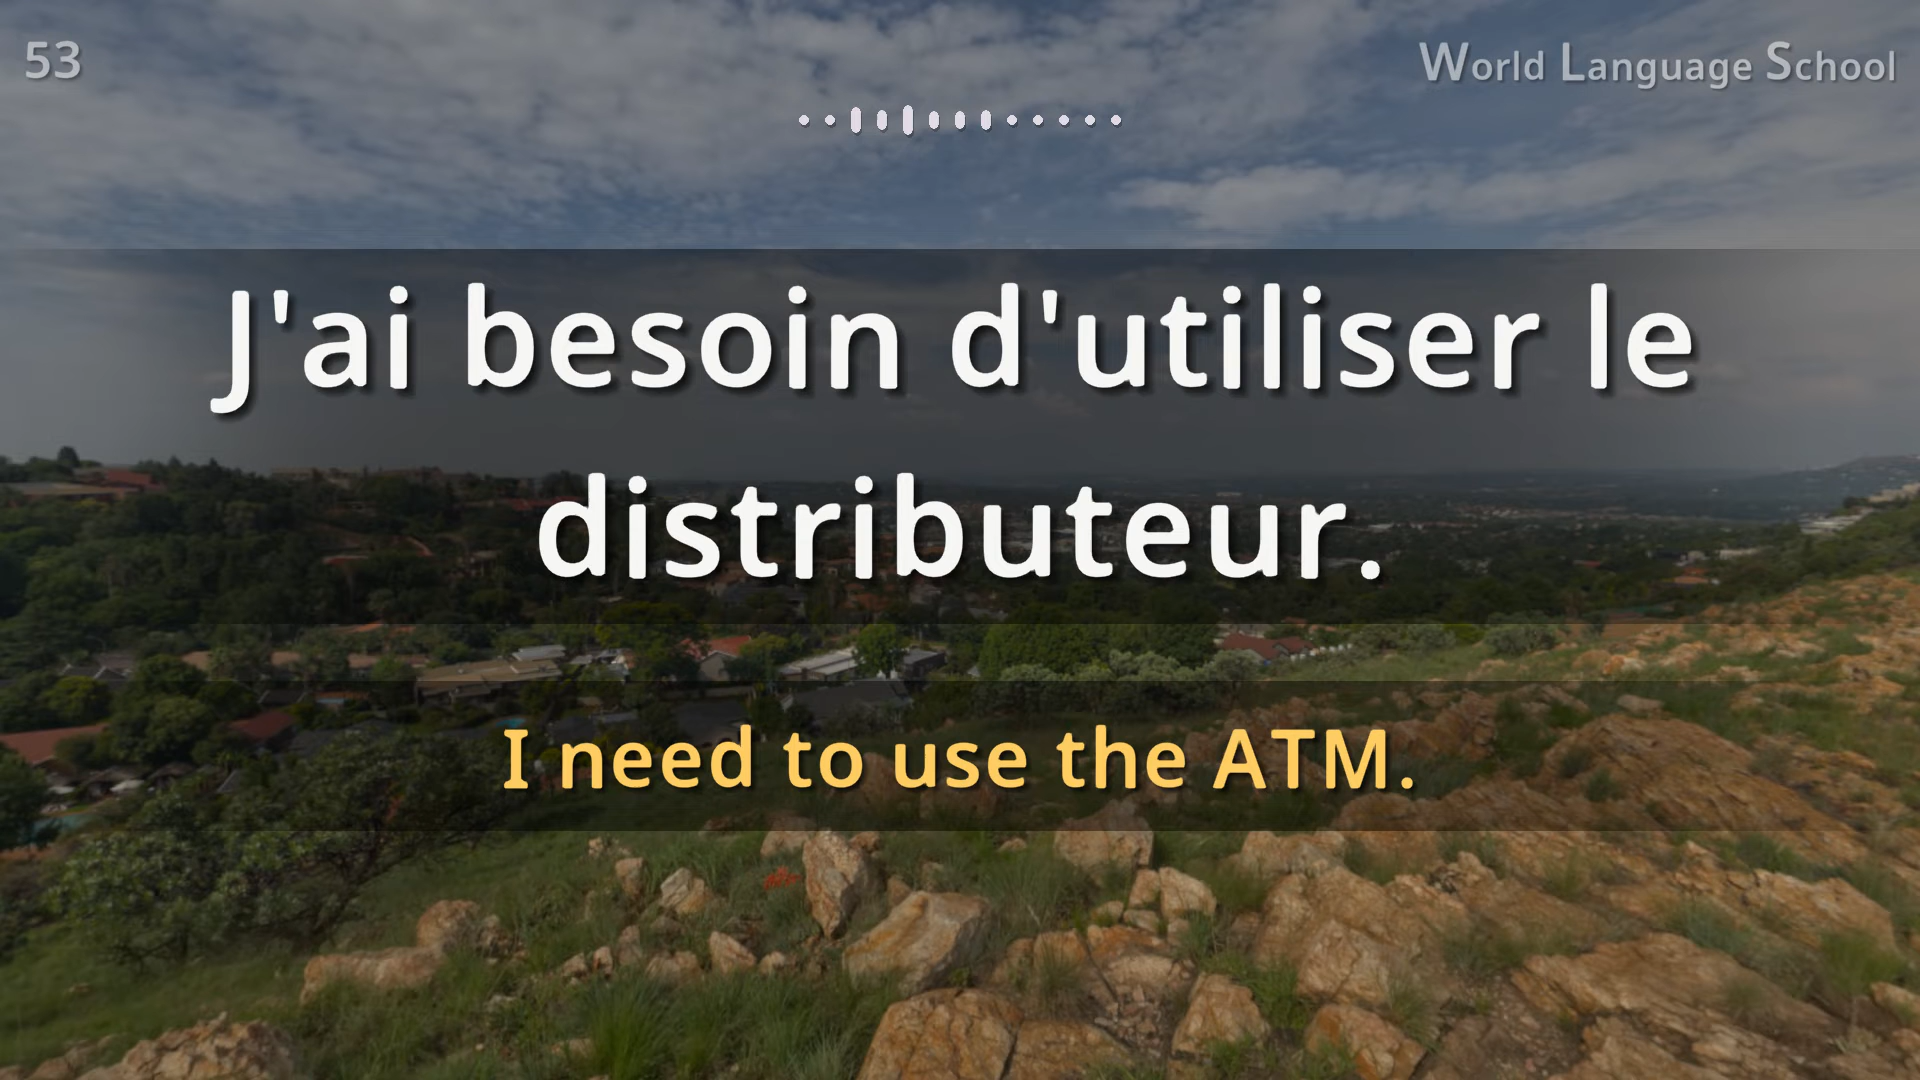 53
World Language School
J'ai besoin d'utiliser le
distributeur.
I need to use the ATM.